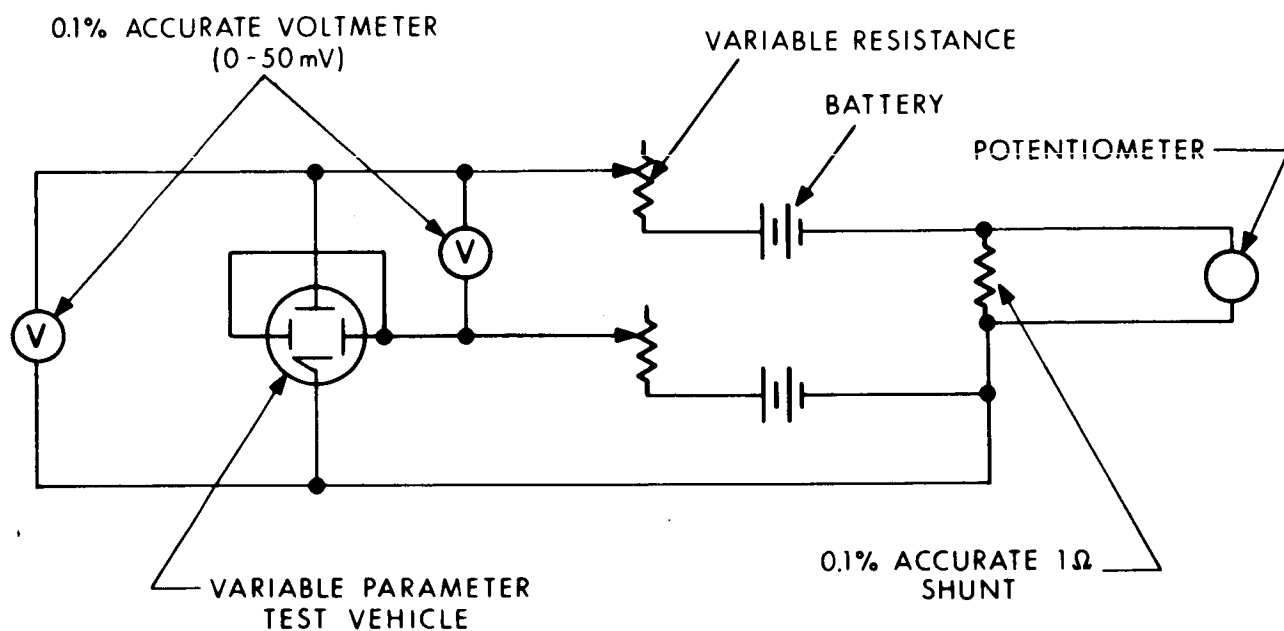 0.1% ACCURATE VOLTMETER
(0-50 mV)
VARIABLE RESISTANCE
BATTERY
POTENTIOMETER
V
V
0.1% ACCURATE 1Ω
SHUNT
VARIABLE PARAMETER
TEST VEHICLE